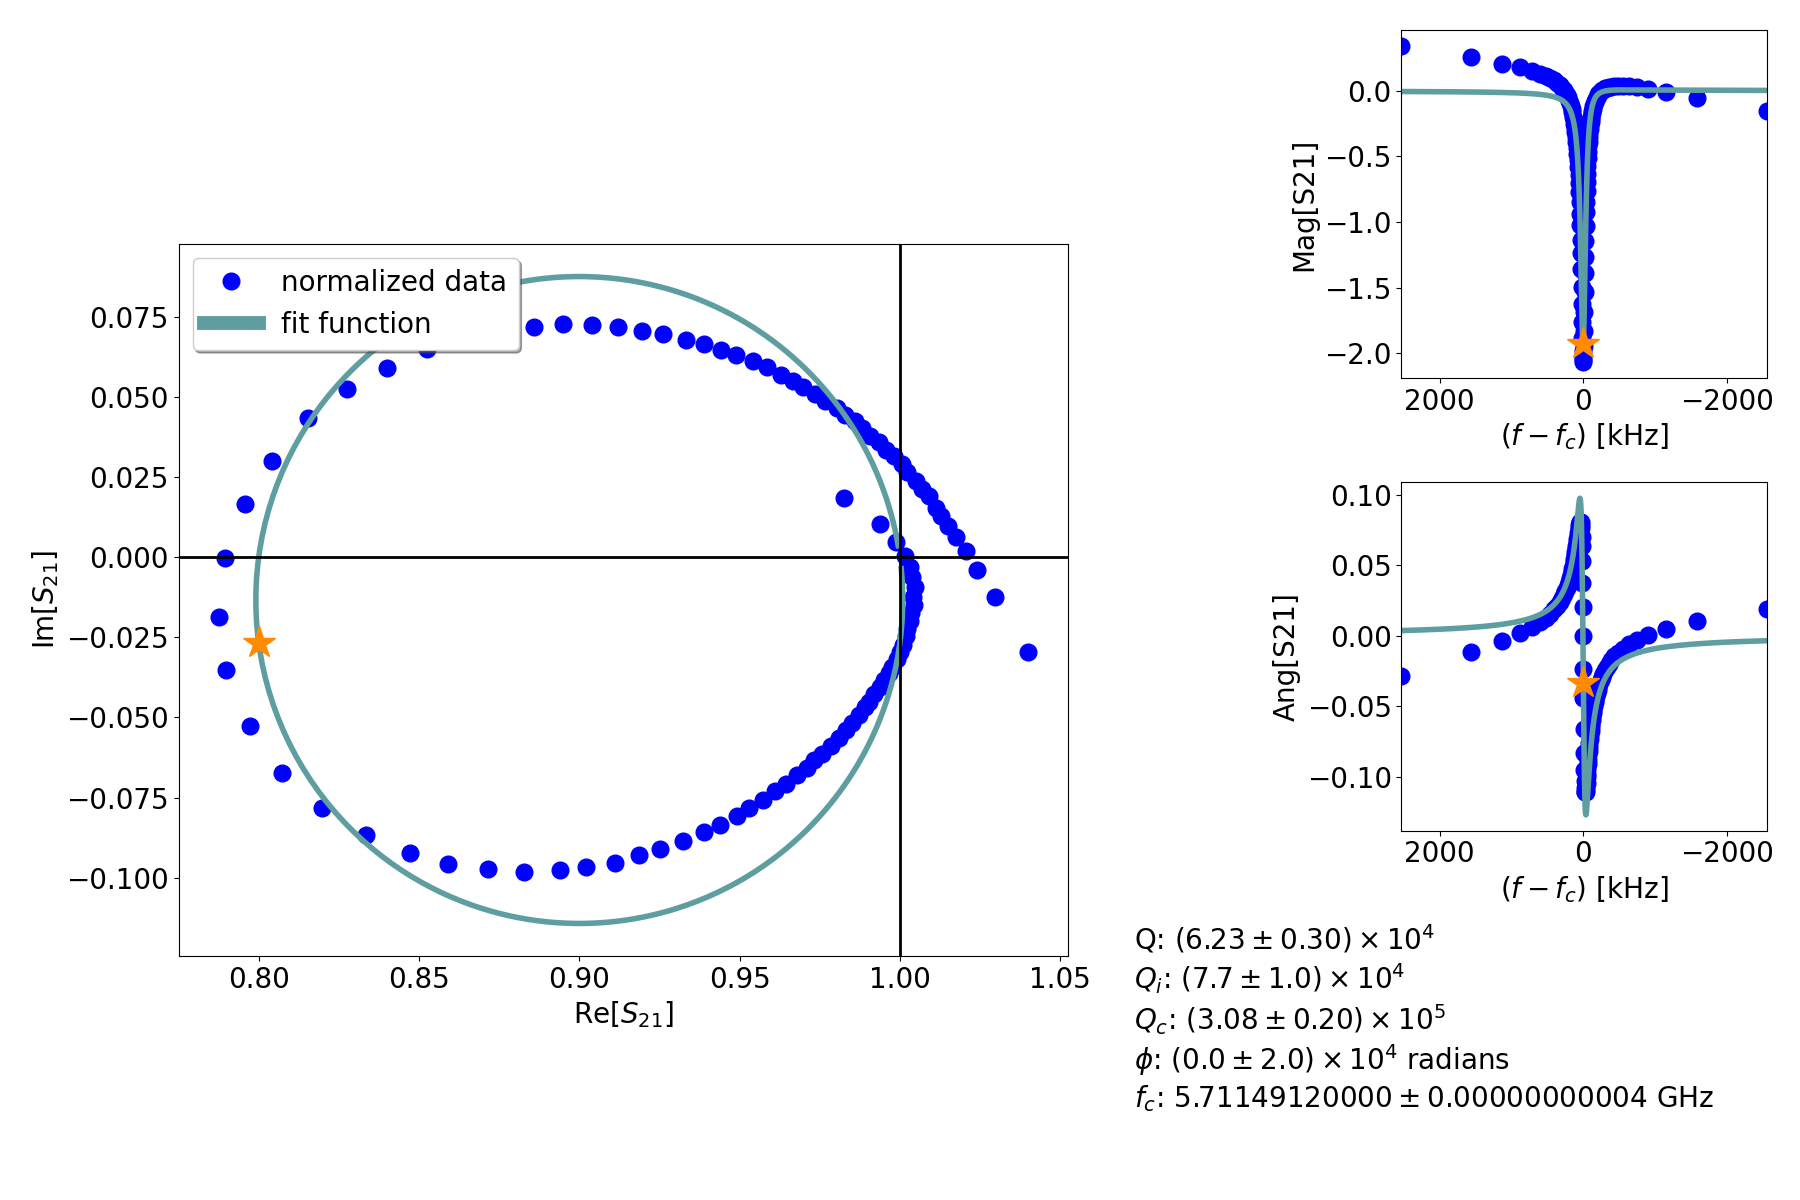 normalized data
fit function
0.075
0.050
0.025
0.000
−0.025
−0.050
−0.075
−0.100
Im[S21]
0.80 0.85 0.90 0.95 1.00 1.05
Re[S21]
0.0
−0.5
−1.0
−1.5
−2.0
Mag[S21]
2000 0 −2000
(f − fc) [kHz]
0.10
0.05
0.00
−0.05
−0.10
Ang[S21]
2000 0 −2000
(f − fc) [kHz]
Q: (6.23 ± 0.30) × 10^4
Qi: (7.7 ± 1.0) × 10^4
Qc: (3.08 ± 0.20) × 10^5
ϕ: (0.0 ± 2.0) × 10^4 radians
fc: 5.71149120000 ± 0.00000000004 GHz